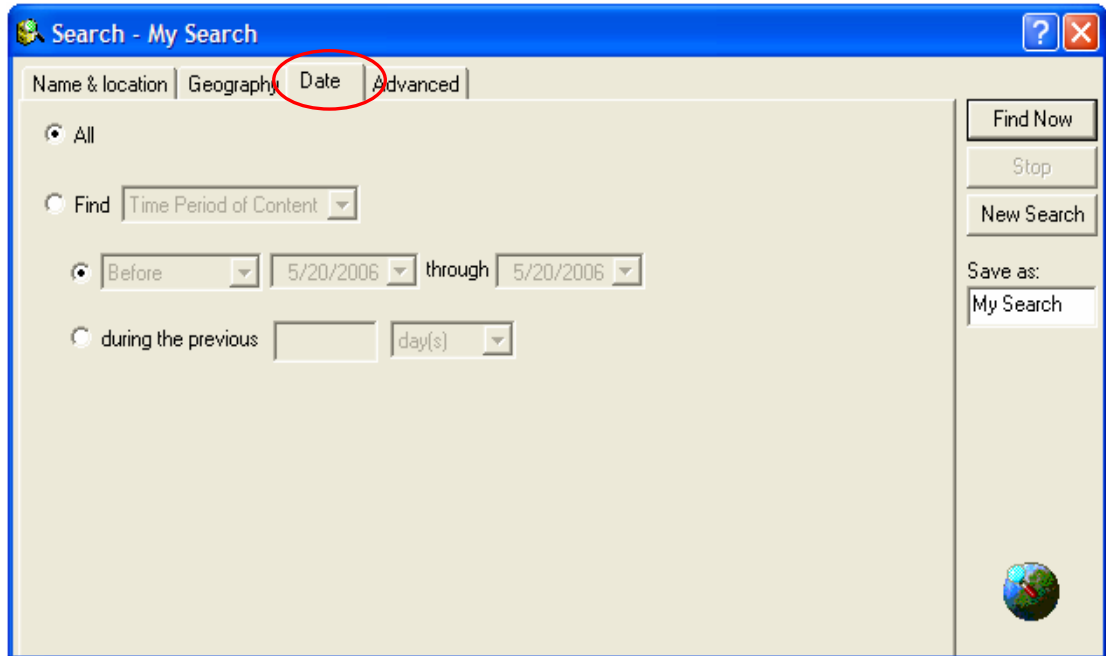 Search - My Search
Name & location Geography Date Advanced
All
Find Time Period of Content
Before 5/20/2006 through 5/20/2006
during the previous day(s)
Find Now
Stop
New Search
Save as:
My Search